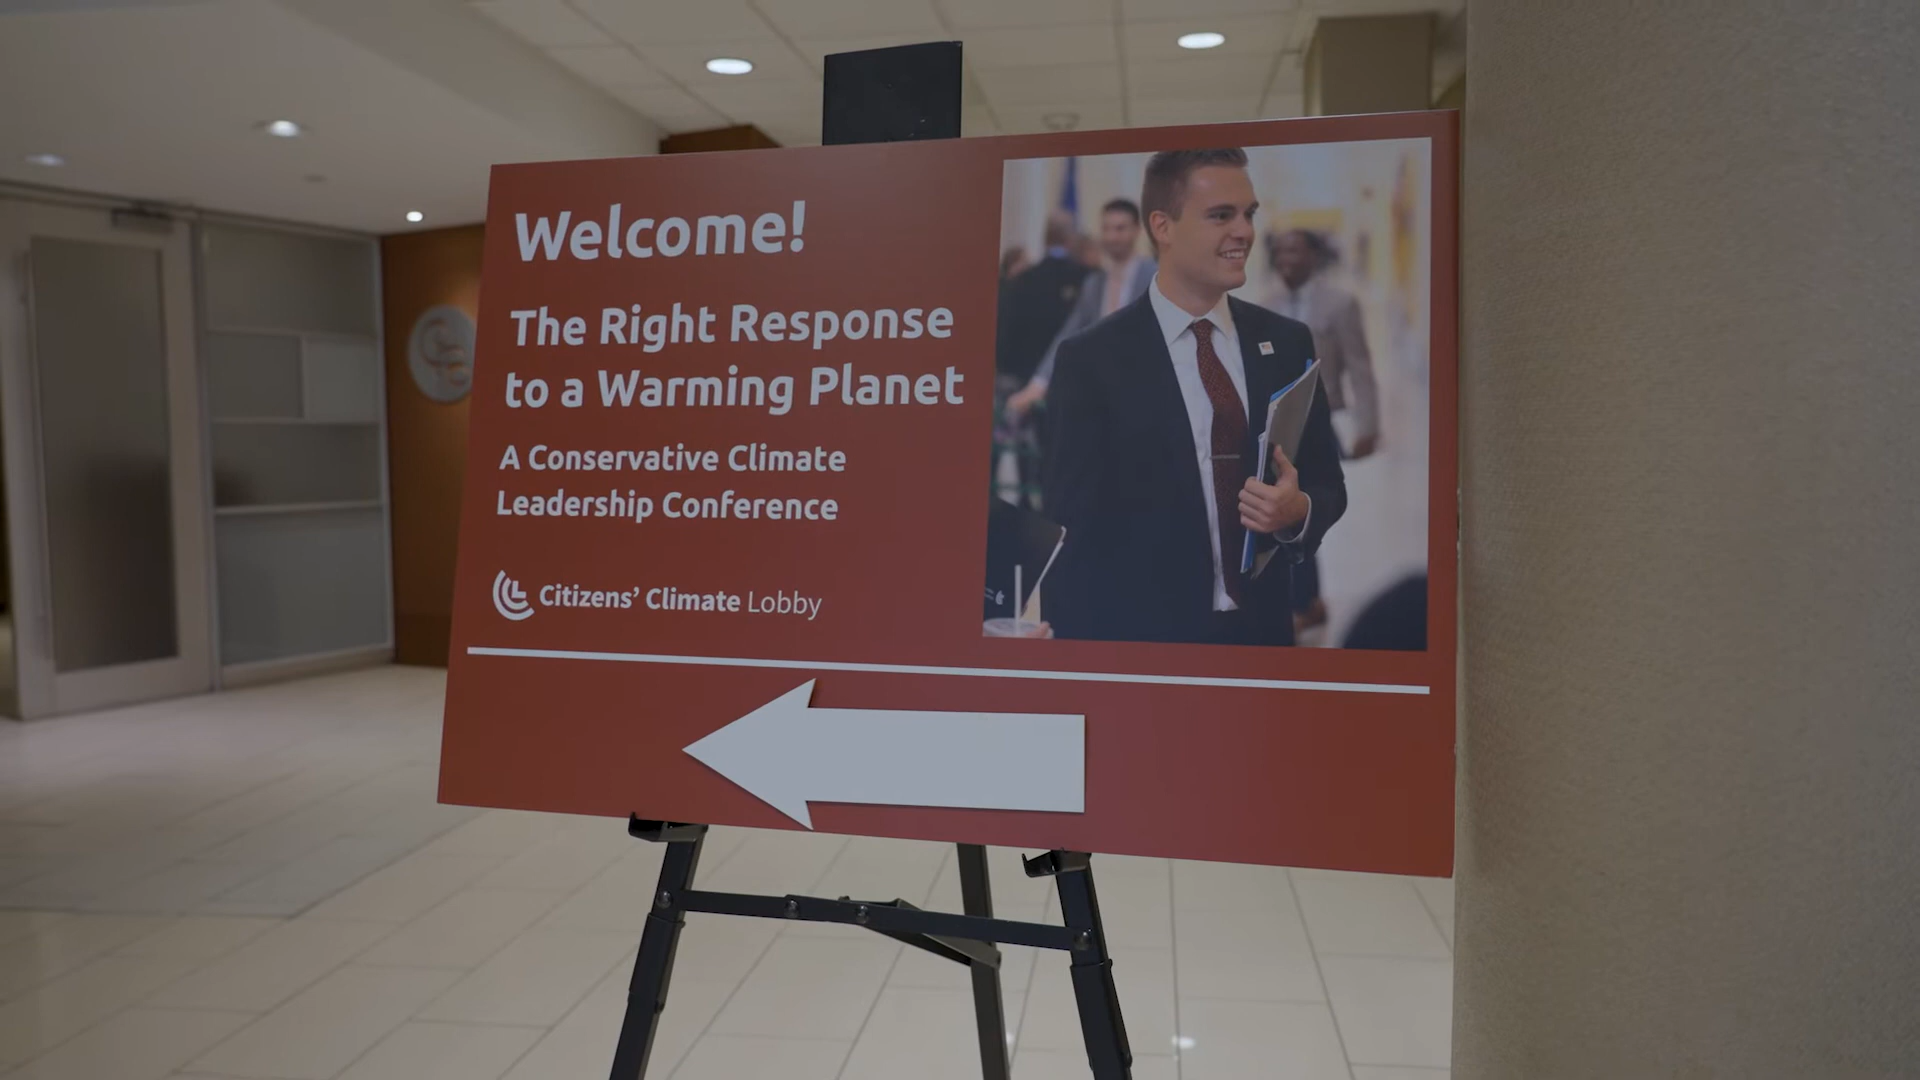 Welcome!
The Right Response
to a Warming Planet
A Conservative Climate
Leadership Conference
Citizens’ Climate Lobby